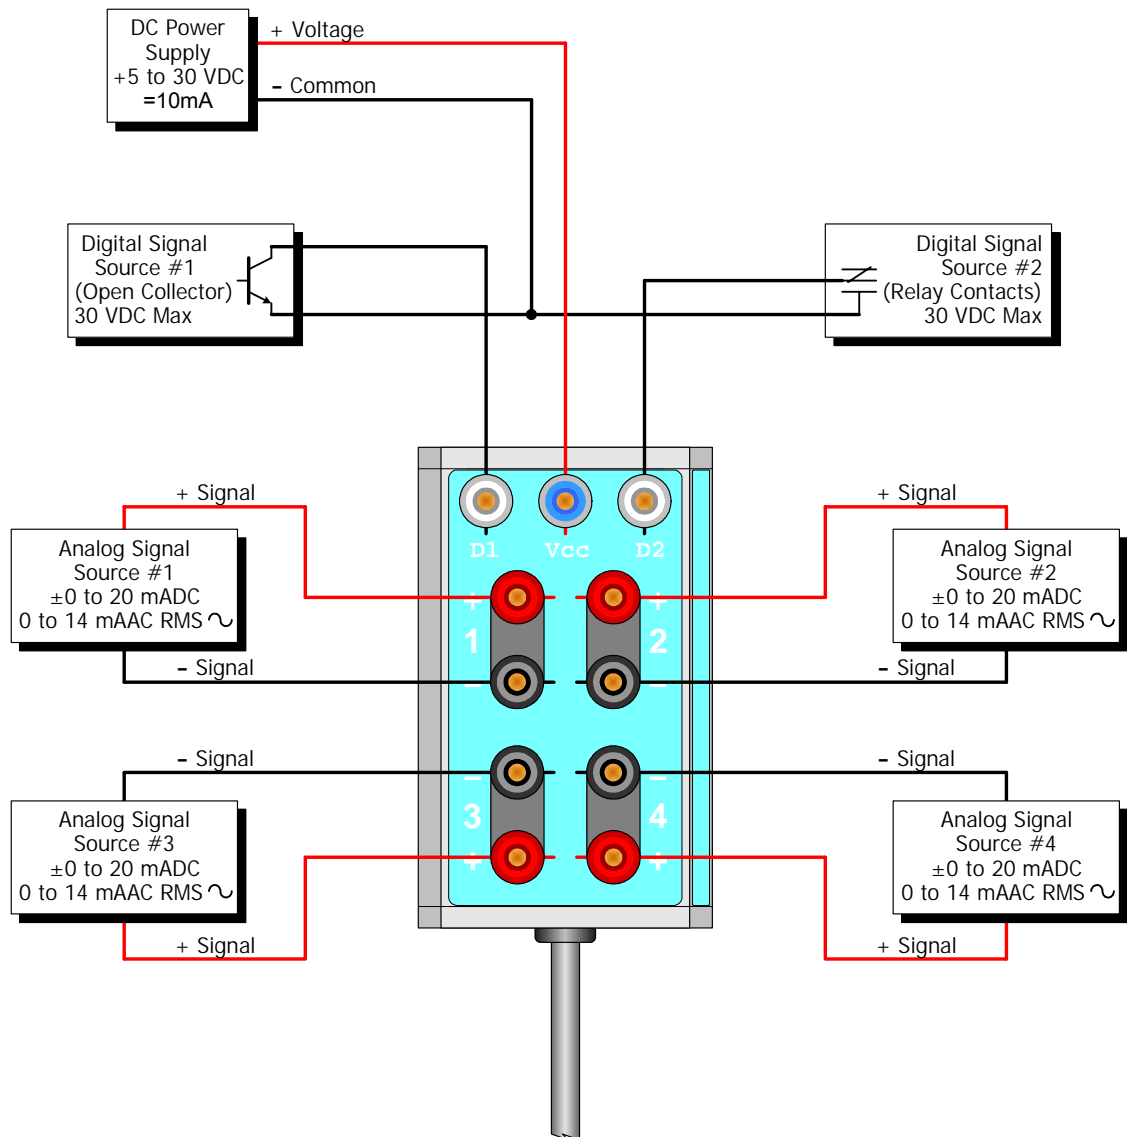 DC Power
Supply
+5 to 30 VDC
=10mA
+ Voltage
- Common
Digital Signal
Source #1
(Open Collector)
30 VDC Max
Digital Signal
Source #2
(Relay Contacts)
30 VDC Max
+ Signal
+ Signal
D1 Vcc D2
Analog Signal
Source #1
±0 to 20 mADC
0 to 14 mAAC RMS
Analog Signal
Source #2
±0 to 20 mADC
0 to 14 mAAC RMS
+ +
1 2
- -
- Signal
- Signal
- Signal
- Signal
- -
3 4
+ +
Analog Signal
Source #3
±0 to 20 mADC
0 to 14 mAAC RMS
Analog Signal
Source #4
±0 to 20 mADC
0 to 14 mAAC RMS
+ Signal
+ Signal